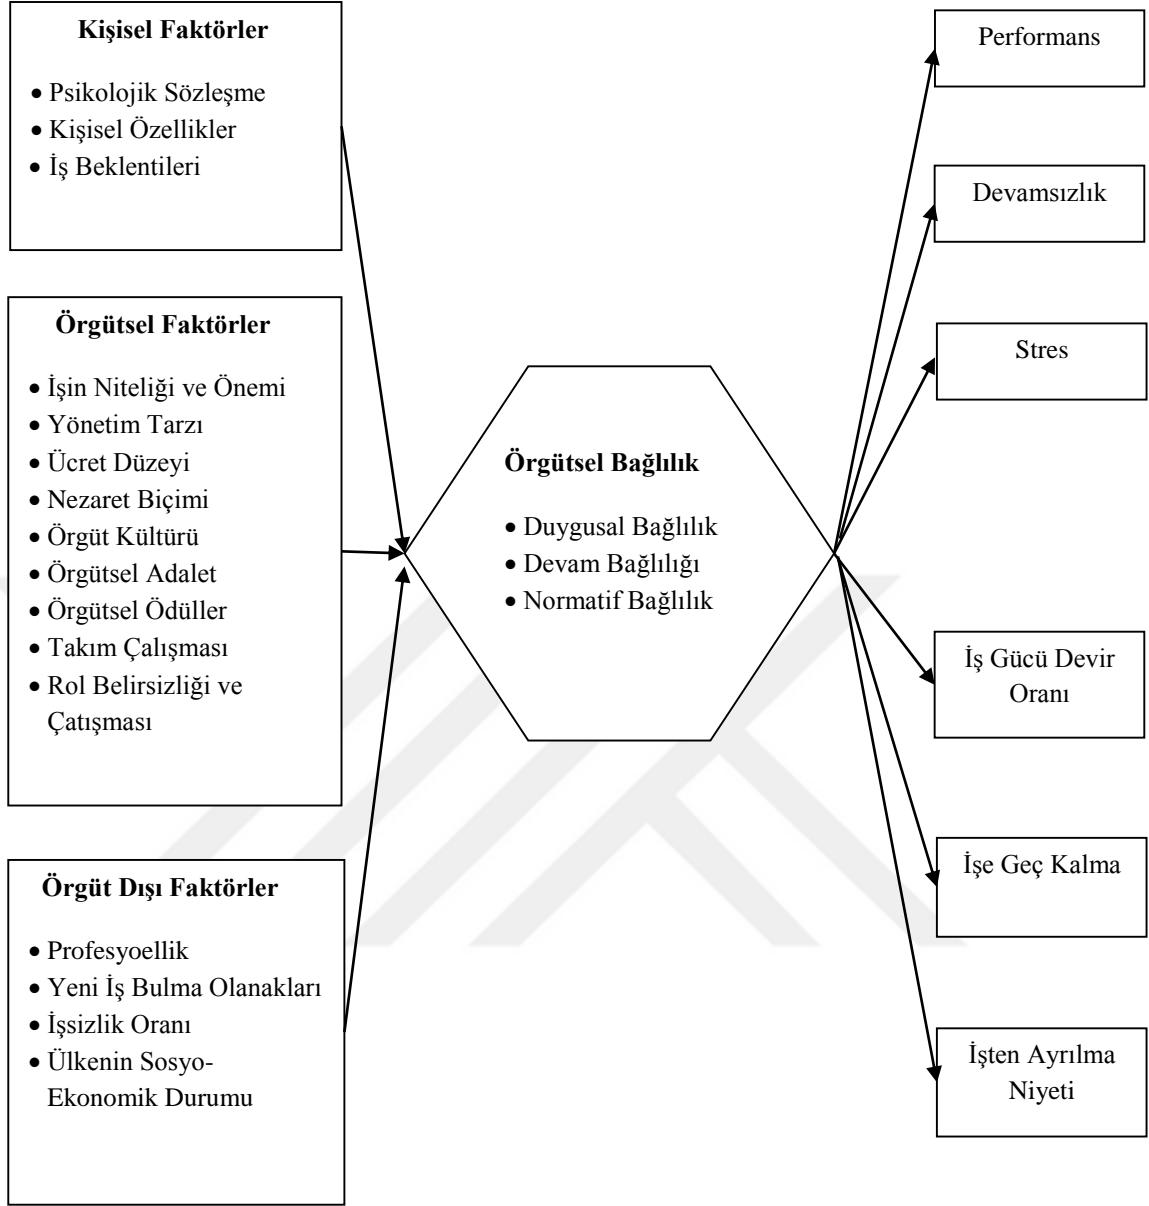 Kişisel Faktörler
• Psikolojik Sözleşme
• Kişisel Özellikler
• İş Beklentileri
Örgütsel Faktörler
• İşin Niteliği ve Önemi
• Yönetim Tarzı
• Ücret Düzeyi
• Nezaret Biçimi
• Örgüt Kültürü
• Örgütsel Adalet
• Örgütsel Ödüller
• Takım Çalışması
• Rol Belirsizliği ve
Çatışması
Örgüt Dışı Faktörler
• Profesyoellik
• Yeni İş Bulma Olanakları
• İşsizlik Oranı
• Ülkenin Sosyo-
Ekonomik Durumu
Örgütsel Bağlılık
• Duygusal Bağlılık
• Devam Bağlılığı
• Normatif Bağlılık
Performans
Devamsızlık
Stres
İş Gücü Devir
Oranı
İşe Geç Kalma
İşten Ayrılma
Niyeti